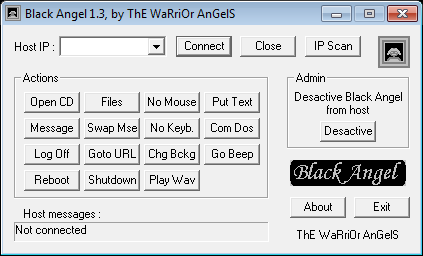 Black Angel 1.3, by ThE WaRriOr AnGelS
Host IP : Connect Close IP Scan
Actions
Open CD Files No Mouse Put Text
Message Swap Mse No Keyb. Com Dos
Log Off Goto URL Chg Bckg Go Beep
Reboot Shutdown Play Wav
Admin
Desactive Black Angel
from host
Desactive
Black Angel
About Exit
Host messages :
Not connected
ThE WaRriOr AnGelS